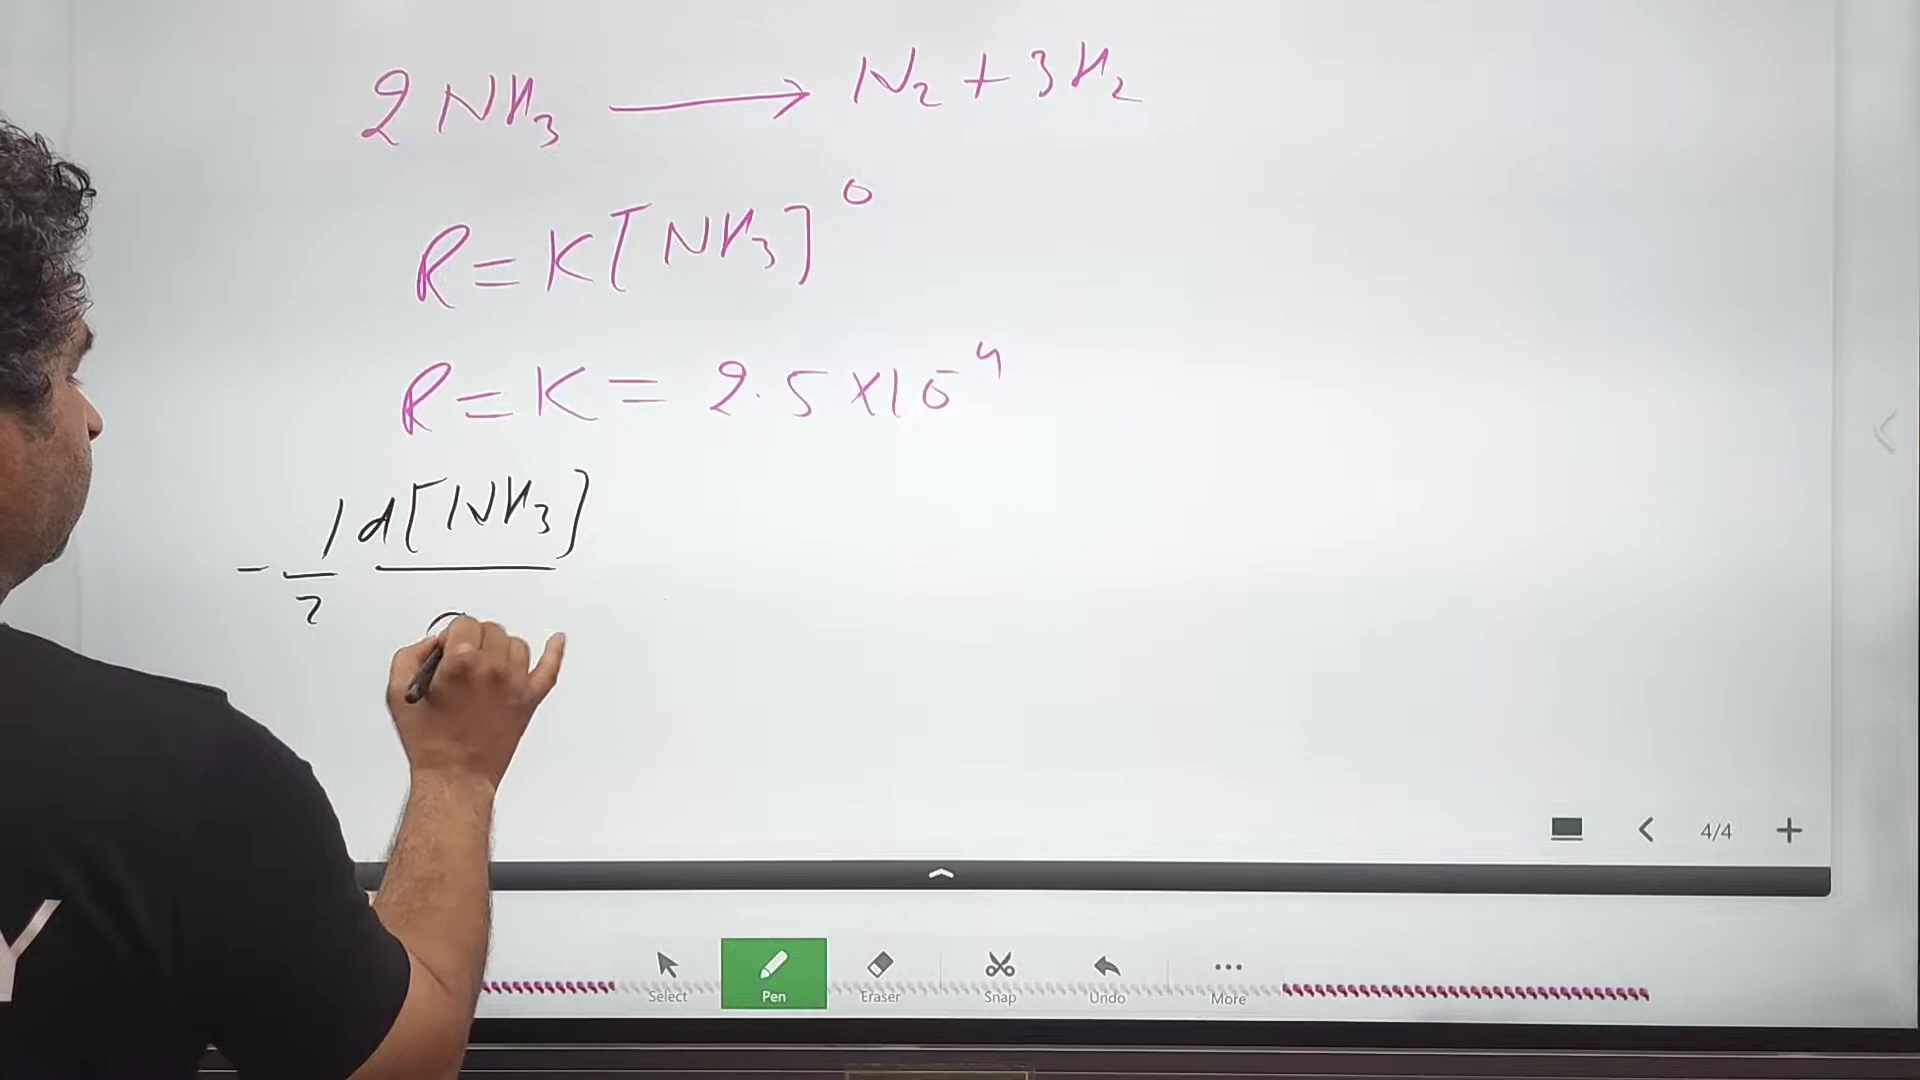 2NH₃ ⟶ N₂ + 3H₂
R = K[NH₃]⁰
R = K = 2.5 × 10⁻⁴
- 1/2 d[NH₃]
4/4
Select Pen Eraser Snap Undo More
Y